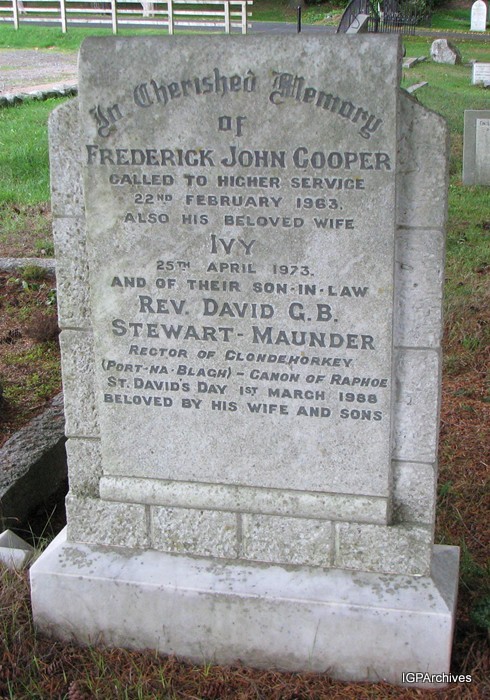 In Cherished Memory
of
FREDERICK JOHN COOPER
CALLED TO HIGHER SERVICE
22ND FEBRUARY 1963.
ALSO HIS BELOVED WIFE
IVY
25TH APRIL 1973.
AND OF THEIR SON-IN-LAW
REV. DAVID G.B.
STEWART-MAUNDER
RECTOR OF CLONDEHORKEY
(PORT-NA-BLAGH) - CANON OF RAPHOE
ST. DAVID'S DAY 1ST MARCH 1988
BELOVED BY HIS WIFE AND SONS
IGPArchives